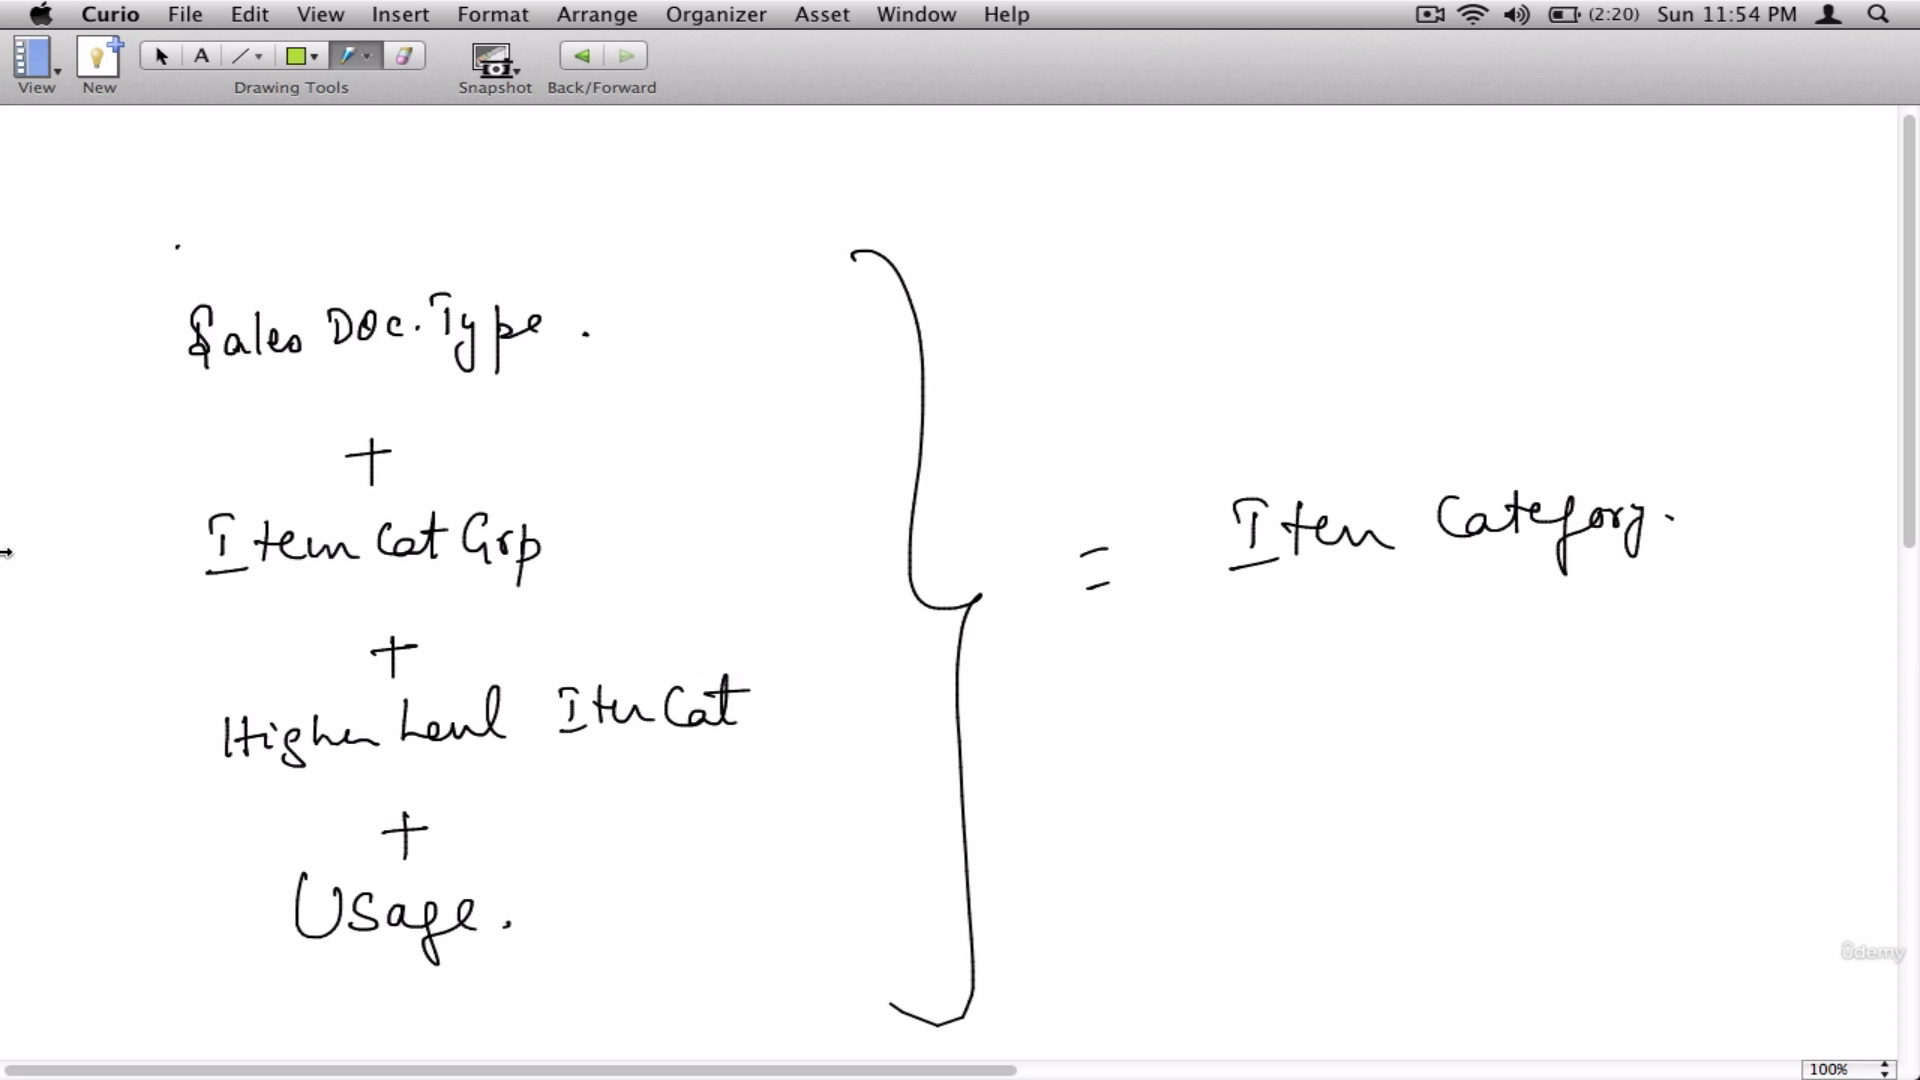 Curio File Edit View Insert Format Arrange Organizer Asset Window Help (2:20) Sun 11:54 PM
A
View New Drawing Tools Snapshot Back/Forward
Sales Doc. Type .
+
Item Cat Grp
= Item Category.
+
Higher Level Item Cat
+
Usage .
ûdemy
100%